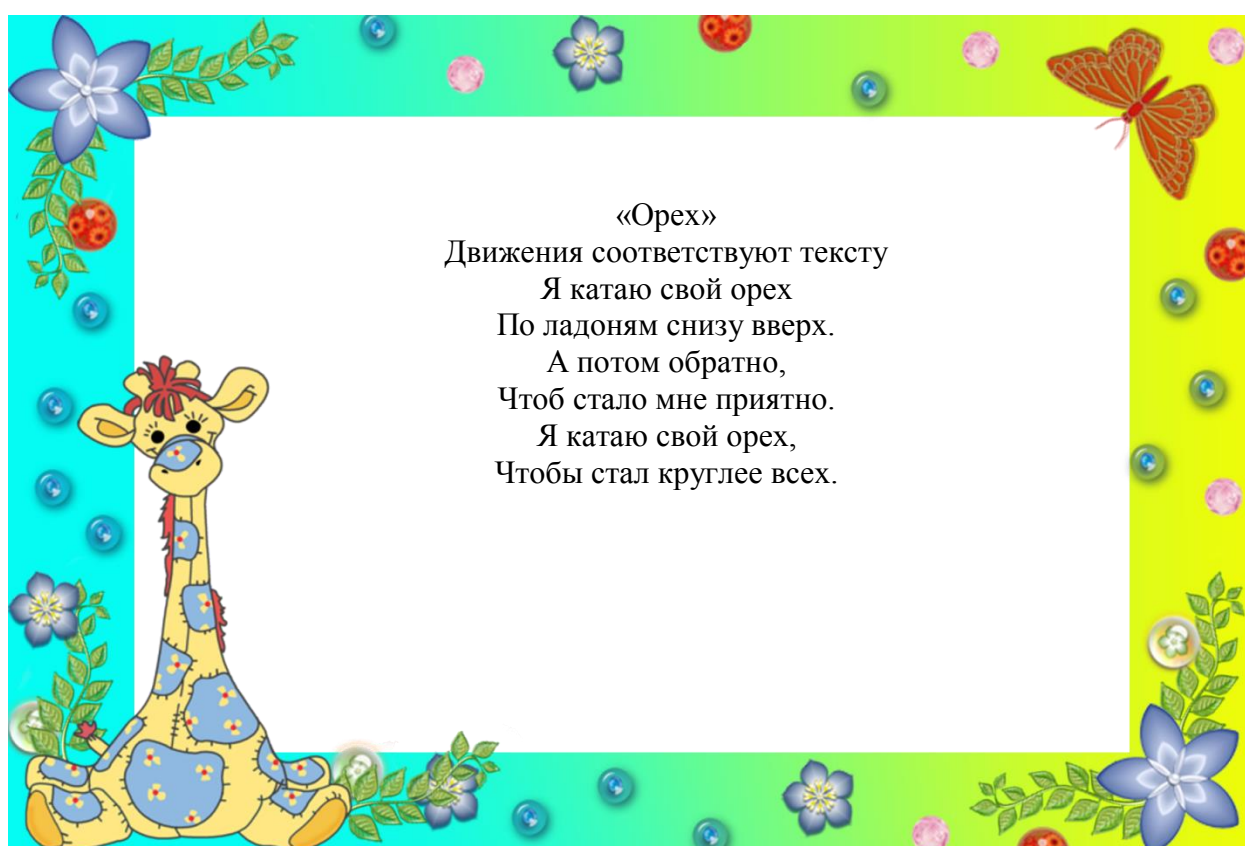 «Орех»
Движения соответствуют тексту
Я катаю свой орех
По ладоням снизу вверх.
А потом обратно,
Чтоб стало мне приятно.
Я катаю свой орех,
Чтобы стал круглее всех.